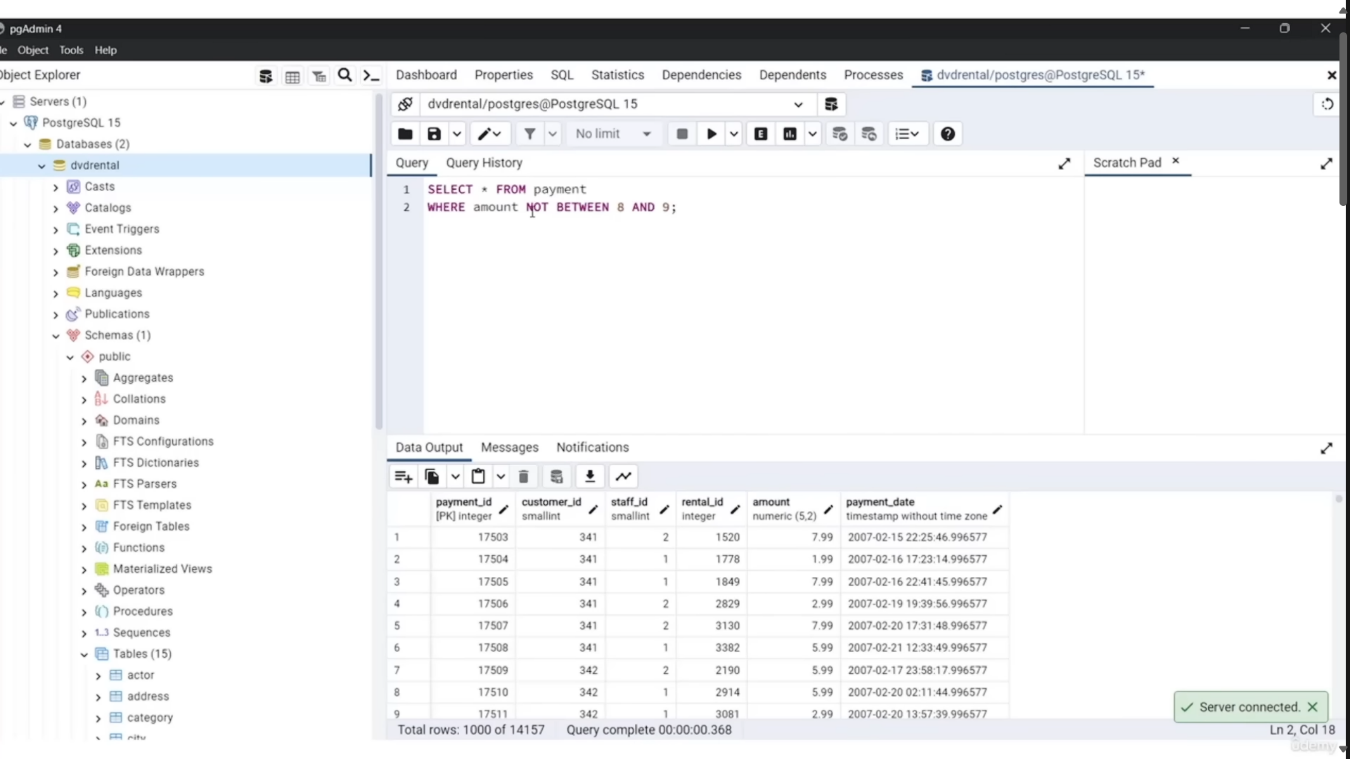 pgAdmin 4
le Object Tools Help
Object Explorer
Dashboard Properties SQL Statistics Dependencies Dependents Processes dvdrental/postgres@PostgreSQL 15*
Servers (1)
PostgreSQL 15
Databases (2)
dvdrental
Casts
Catalogs
Event Triggers
Extensions
Foreign Data Wrappers
Languages
Publications
Schemas (1)
public
Aggregates
Collations
Domains
FTS Configurations
FTS Dictionaries
Aa FTS Parsers
FTS Templates
Foreign Tables
Functions
Materialized Views
Operators
Procedures
1..3 Sequences
Tables (15)
actor
address
category
city
dvdrental/postgres@PostgreSQL 15
No limit
E
Query Query History
Scratch Pad
1 SELECT * FROM payment
2 WHERE amount NOT BETWEEN 8 AND 9;
Data Output Messages Notifications
payment_id customer_id staff_id rental_id amount payment_date
[PK] integer smallint smallint integer numeric (5,2) timestamp without time zone
1 17503 341 2 1520 7.99 2007-02-15 22:25:46.996577
2 17504 341 1 1778 1.99 2007-02-16 17:23:14.996577
3 17505 341 1 1849 7.99 2007-02-16 22:41:45.996577
4 17506 341 2 2829 2.99 2007-02-19 19:39:56.996577
5 17507 341 2 3130 7.99 2007-02-20 17:31:48.996577
6 17508 341 1 3382 5.99 2007-02-21 12:33:49.996577
7 17509 342 2 2190 5.99 2007-02-17 23:58:17.996577
8 17510 342 1 2914 5.99 2007-02-20 02:11:44.996577
9 17511 342 1 3081 2.99 2007-02-20 13:57:39.996577
Server connected.
Total rows: 1000 of 14157 Query complete 00:00:00.368 Ln 2, Col 18
ûdemy